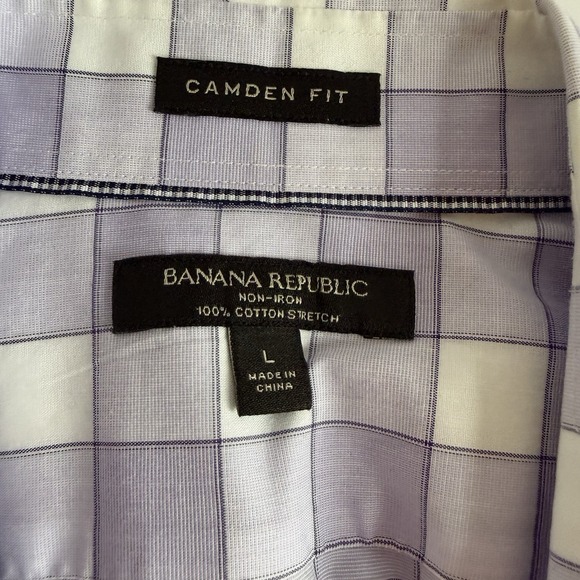 CAMDEN FIT
BANANA REPUBLIC
NON-IRON
100% COTTON STRETCH
L
MADE IN
CHINA